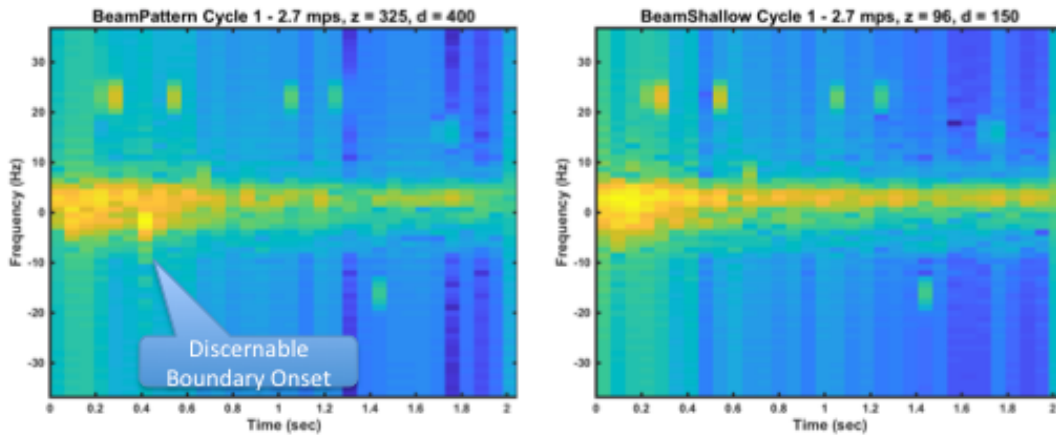 BeamPattern Cycle 1 - 2.7 mps, z = 325, d = 400
Frequency (Hz)
30
20
10
0
-10
-20
-30
Discernable
Boundary Onset
0 0.2 0.4 0.6 0.8 1 1.2 1.4 1.6 1.8 2
Time (sec)
BeamShallow Cycle 1 - 2.7 mps, z = 96, d = 150
Frequency (Hz)
30
20
10
0
-10
-20
-30
0 0.2 0.4 0.6 0.8 1 1.2 1.4 1.6 1.8 2
Time (sec)